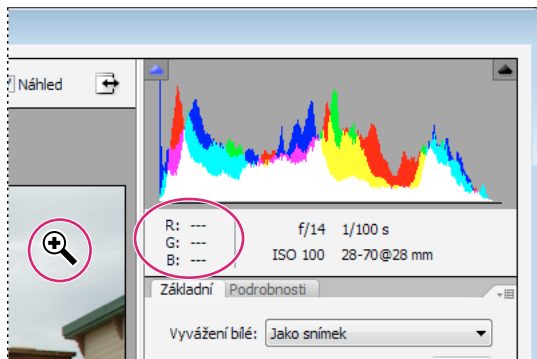 Náhled
R: ---
G: ---
B: ---
f/14 1/100 s
ISO 100 28-70@28 mm
Základní Podrobnosti
Vyvážení bílé: Jako snímek